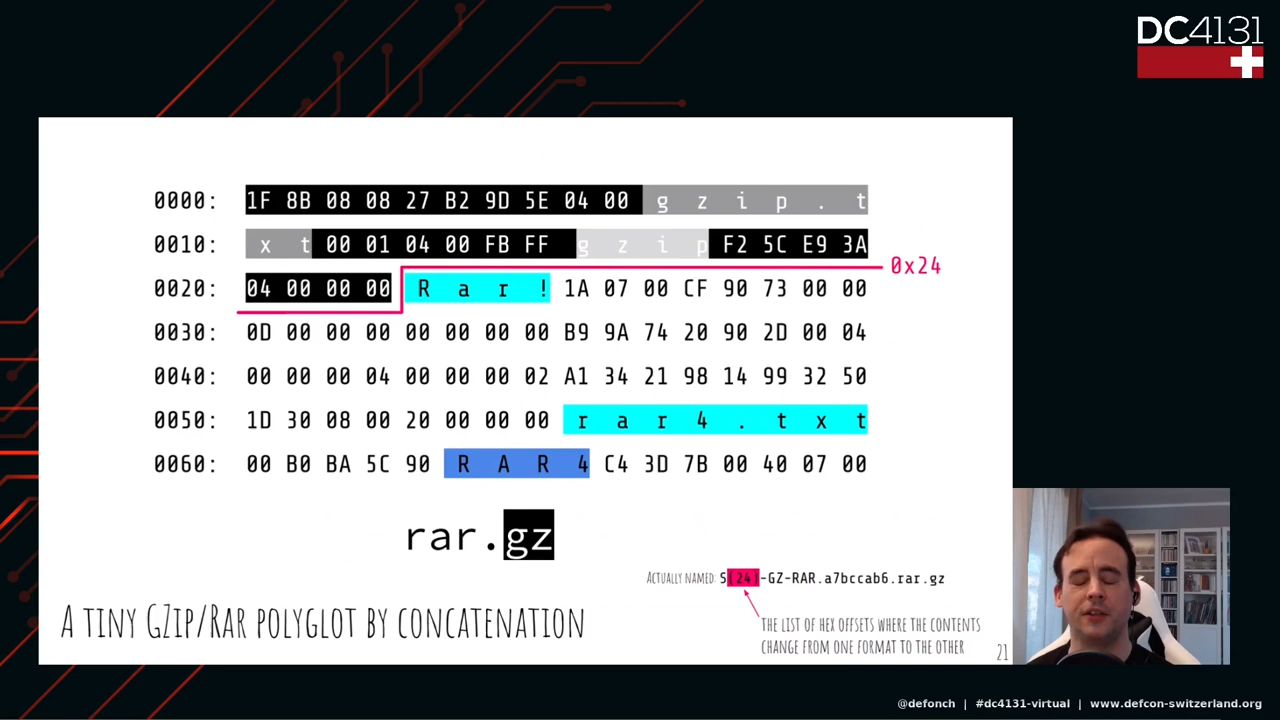 DC4131
0000: 1F 8B 08 08 27 B2 9D 5E 04 00 g z i p . t
0010: x t 00 01 04 00 FB FF g z i p F2 5C E9 3A
0x24
0020: 04 00 00 00 R a r ! 1A 07 00 CF 90 73 00 00
0030: 0D 00 00 00 00 00 00 00 B9 9A 74 20 90 2D 00 04
0040: 00 00 00 04 00 00 00 02 A1 34 21 98 14 99 32 50
0050: 1D 30 08 00 20 00 00 00 r a r 4 . t x t
0060: 00 B0 BA 5C 90 R A R 4 C4 3D 7B 00 40 07 00
rar.gz
Actually named: S(24)-GZ-RAR.a7bccab6.rar.gz
A tiny GZip/Rar polyglot by concatenation
The list of hex offsets where the contents
change from one format to the other
21
@defonch | #dc4131-virtual | www.defcon-switzerland.org